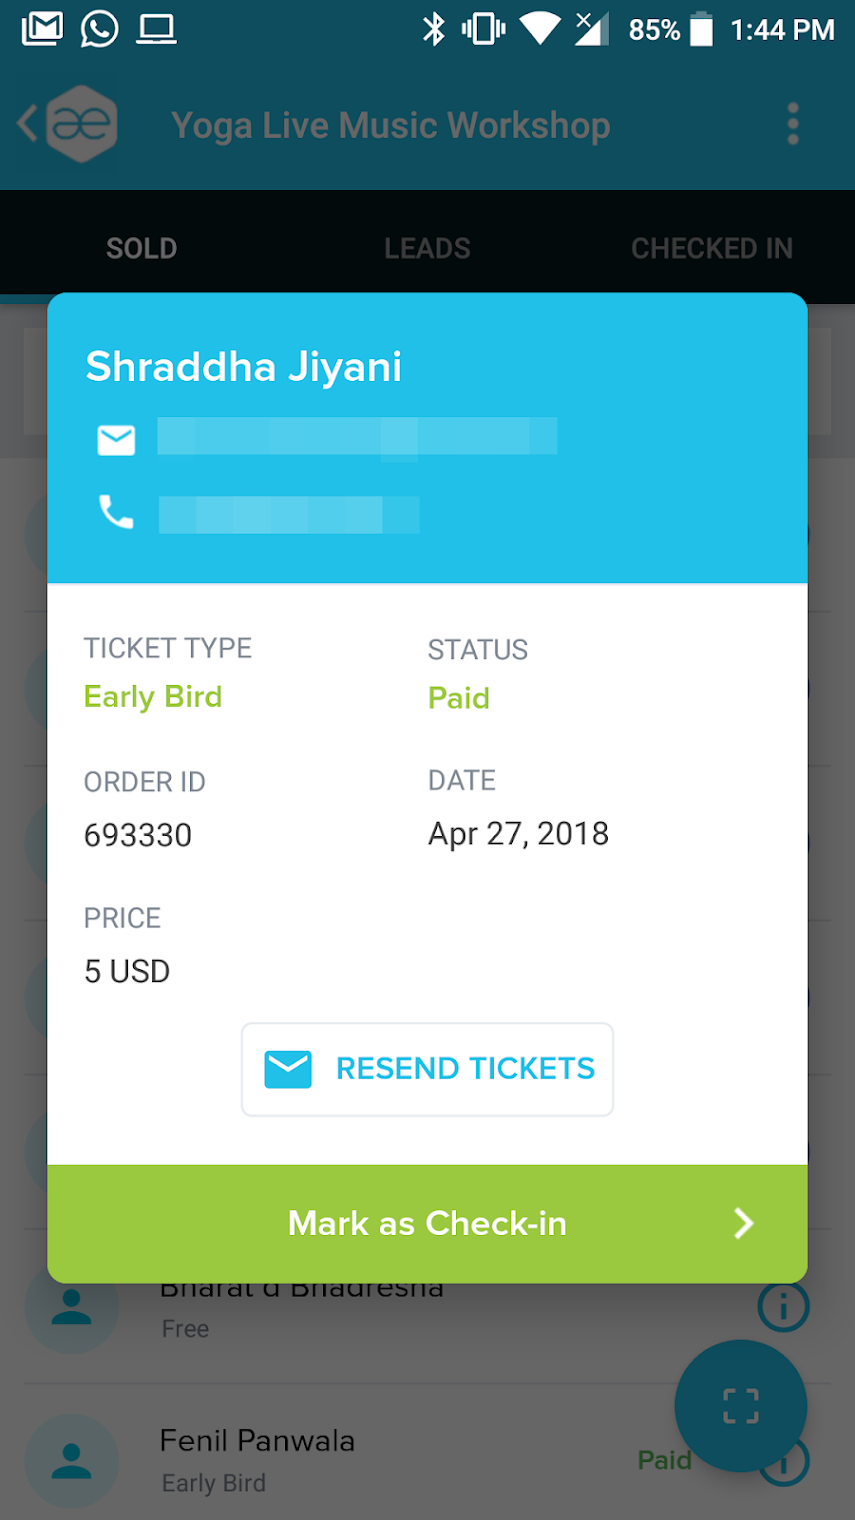 85% 1:44 PM
æ Yoga Live Music Workshop
SOLD LEADS CHECKED IN
Shraddha Jiyani
TICKET TYPE STATUS
Early Bird Paid
ORDER ID DATE
693330 Apr 27, 2018
PRICE
5 USD
RESEND TICKETS
Mark as Check-in
Bharat d Bhadresha
Free
Fenil Panwala
Paid
Early Bird